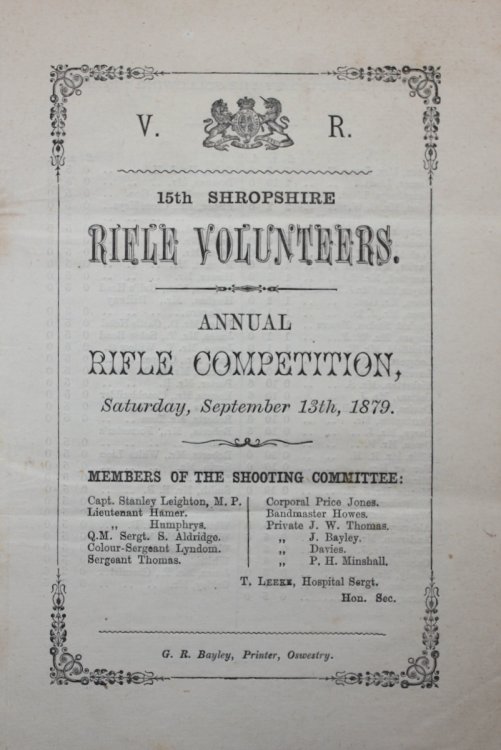 V. R.
15th SHROPSHIRE
RIFLE VOLUNTEERS.
ANNUAL
RIFLE COMPETITION,
Saturday, September 13th, 1879.
MEMBERS OF THE SHOOTING COMMITTEE:
Capt. Stanley Leighton, M. P.
Lieutenant Hamer.
„ Humphrys.
Q.M. Sergt. S. Aldridge.
Colour-Sergeant Lyndom.
Sergeant Thomas.
Corporal Price Jones.
Bandmaster Howes.
Private J. W. Thomas.
„ J. Bayley.
„ Davies.
„ P. H. Minshall.
T. LEEKE, Hospital Sergt.
Hon. Sec.
G. R. Bayley, Printer, Oswestry.